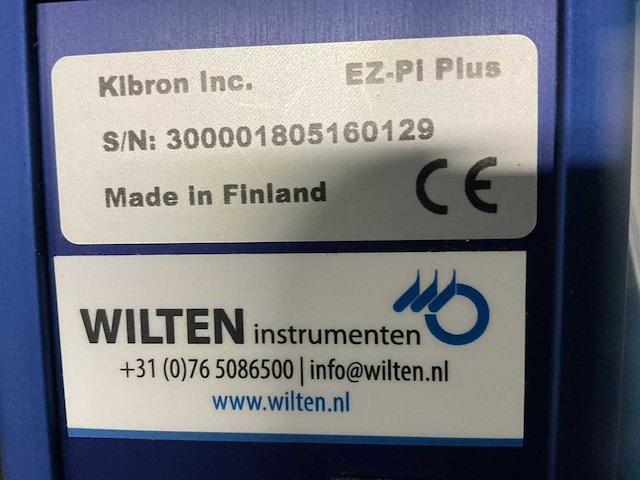 Kibron Inc. EZ-Pi Plus
S/N: 300001805160129
Made in Finland CE
WILTEN instrumenten
+31 (0)76 5086500 | info@wilten.nl
www.wilten.nl